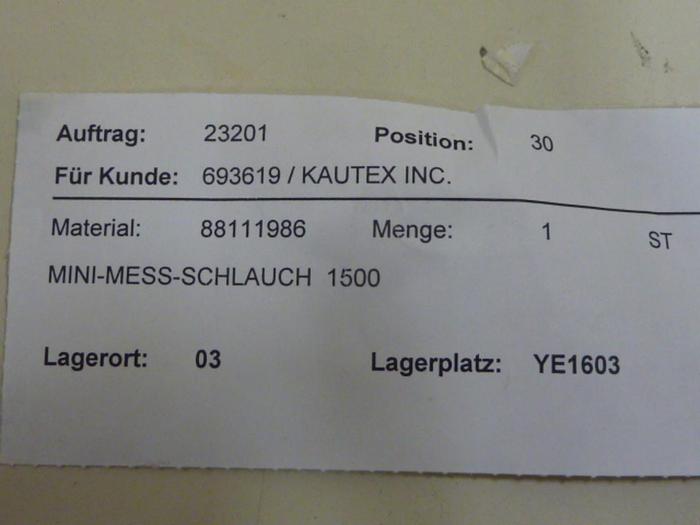 Auftrag: 23201 Position: 30
Für Kunde: 693619 / KAUTEX INC.
Material: 88111986 Menge: 1 ST
MINI-MESS-SCHLAUCH 1500
Lagerort: 03 Lagerplatz: YE1603